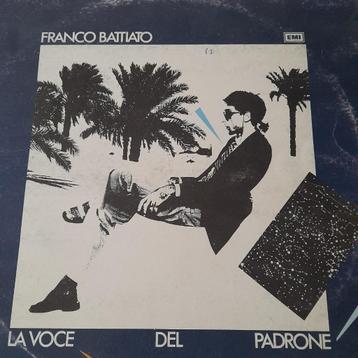 FRANCO BATTIATO
EMI
LA VOCE DEL PADRONE